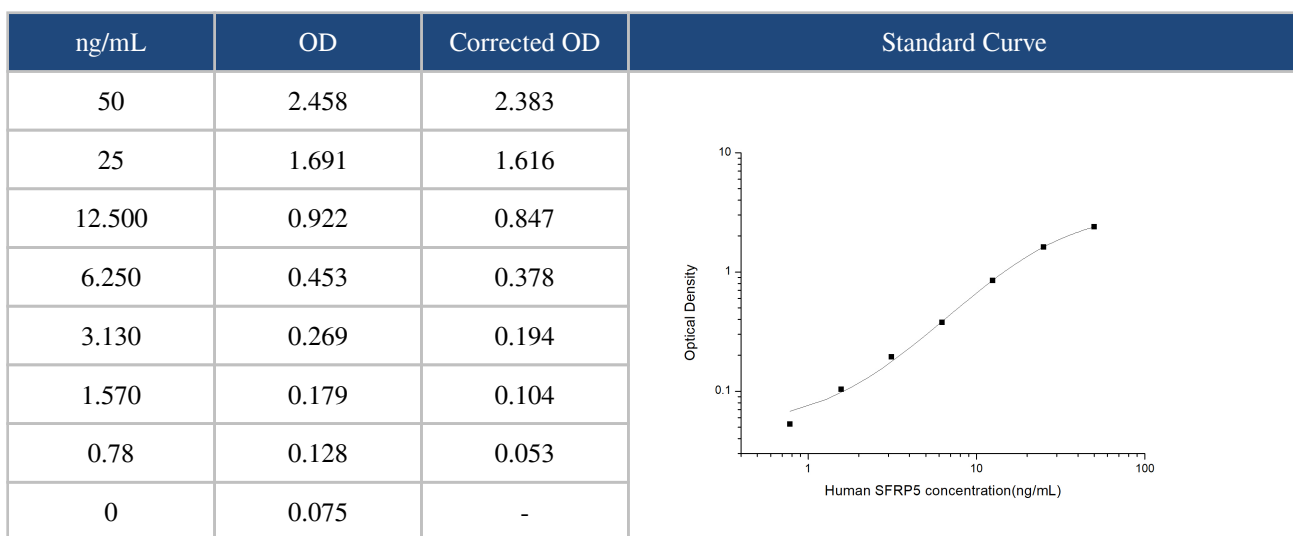 ng/mL OD Corrected OD Standard Curve
50 2.458 2.383
25 1.691 1.616
12.500 0.922 0.847
6.250 0.453 0.378
3.130 0.269 0.194
1.570 0.179 0.104
0.78 0.128 0.053
0 0.075 -
10
1
0.1
Optical Density
1 10 100
Human SFRP5 concentration(ng/mL)